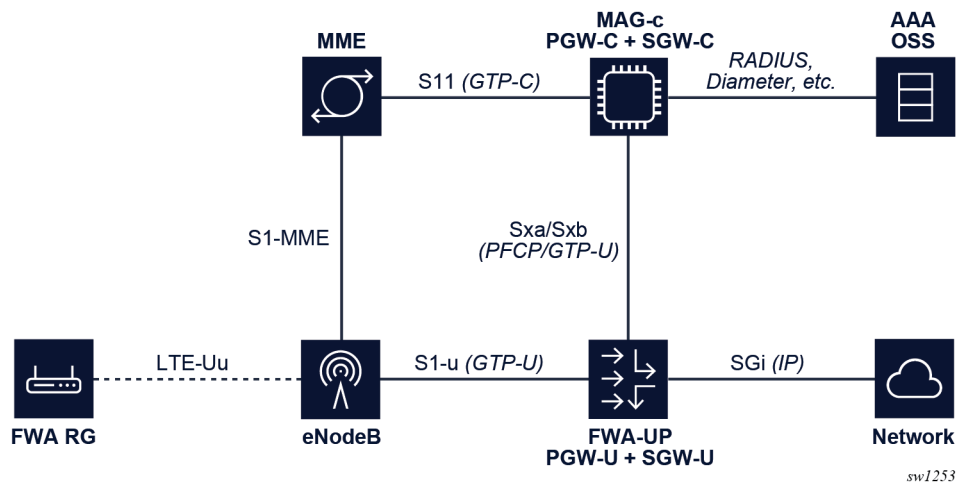 MME
MAG-c
PGW-C + SGW-C
AAA
OSS
S11 (GTP-C)
RADIUS,
Diameter, etc.
S1-MME
Sxa/Sxb
(PFCP/GTP-U)
LTE-Uu
S1-u (GTP-U)
SGi (IP)
FWA RG
eNodeB
FWA-UP
PGW-U + SGW-U
Network
sw1253